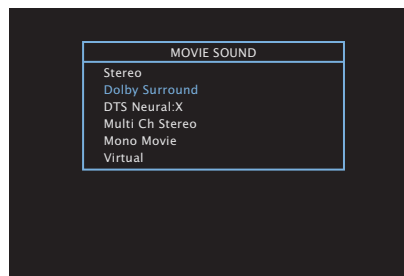 MOVIE SOUND
Stereo
Dolby Surround
DTS Neural:X
Multi Ch Stereo
Mono Movie
Virtual